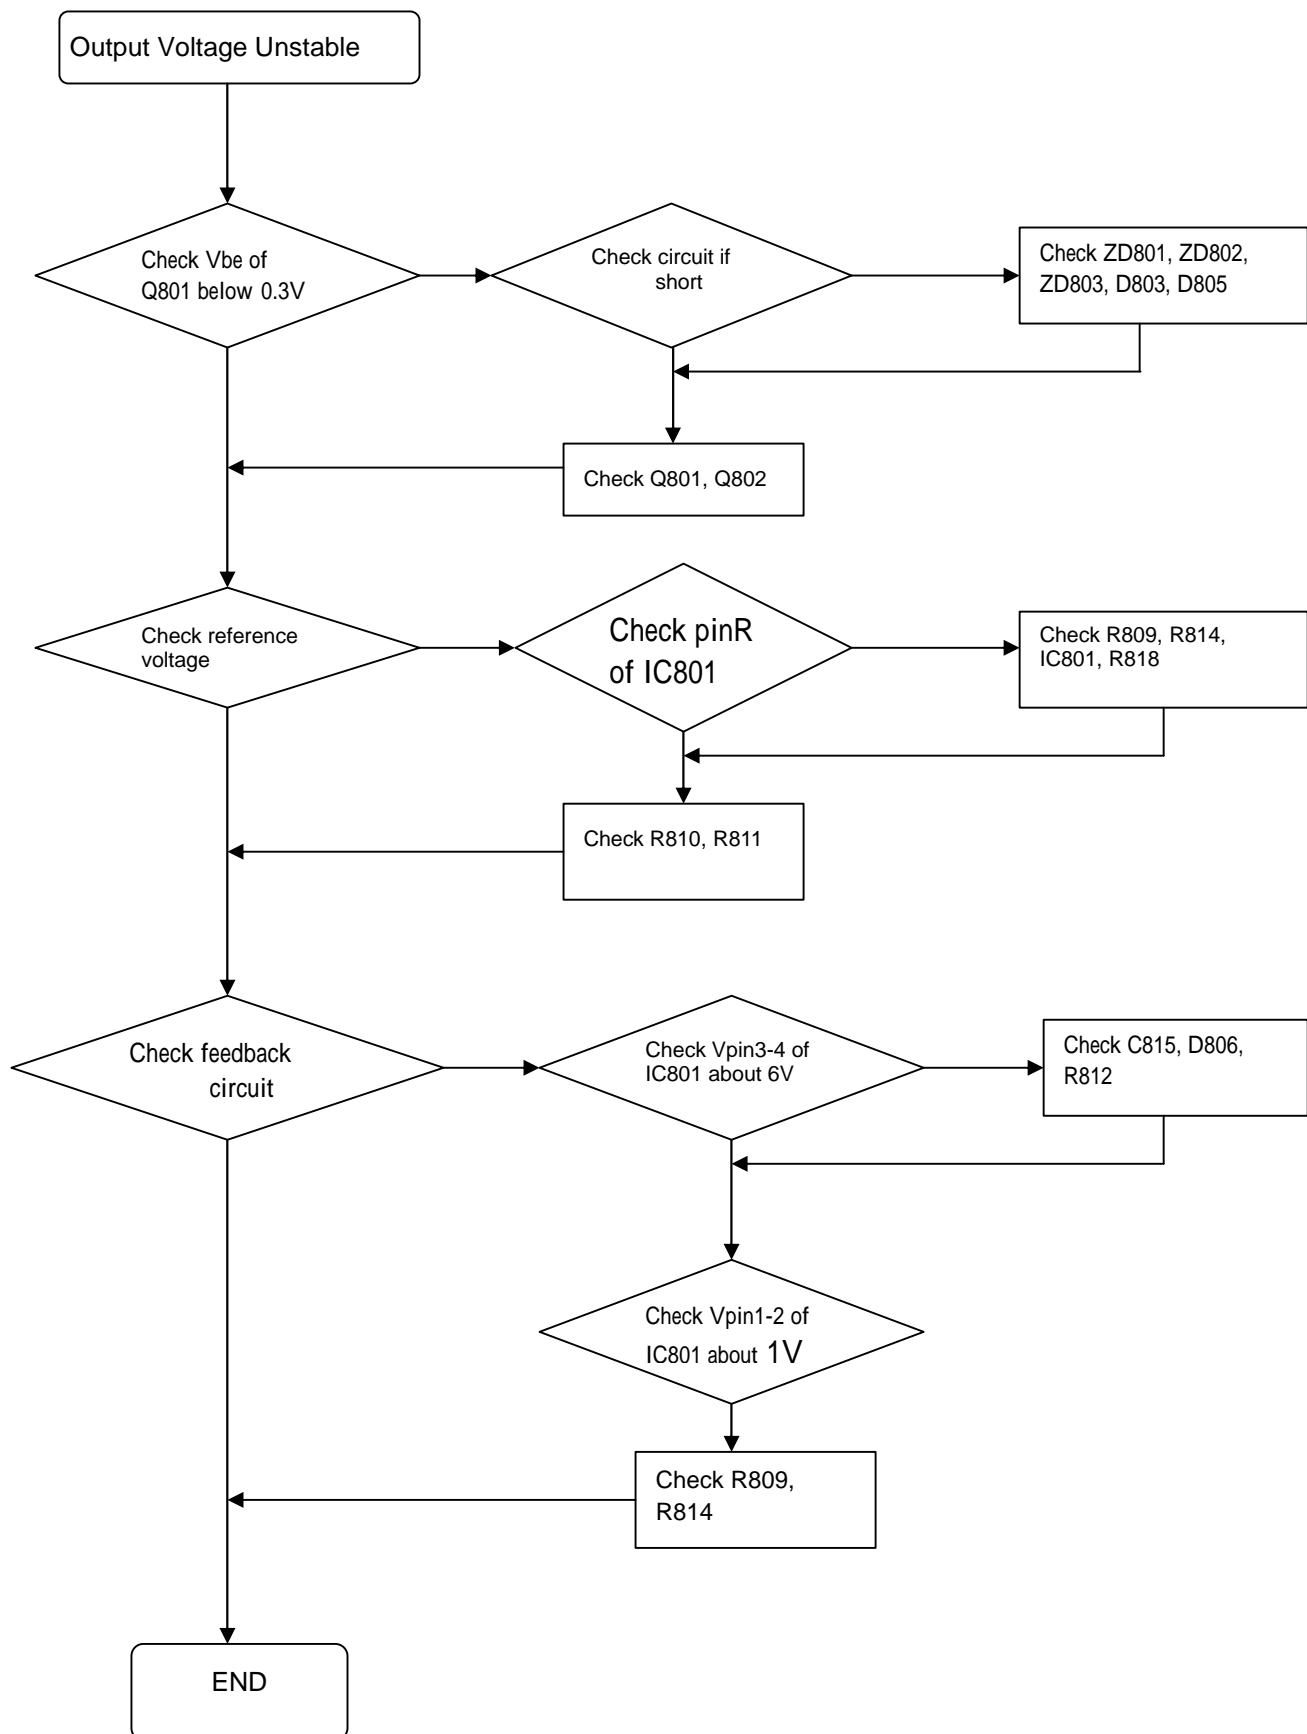 Output Voltage Unstable
Check Vbe of
Q801 below 0.3V
Check circuit if
short
Check ZD801, ZD802,
ZD803, D803, D805
Check Q801, Q802
Check reference
voltage
Check pinR
of IC801
Check R809, R814,
IC801, R818
Check R810, R811
Check feedback
circuit
Check Vpin3-4 of
IC801 about 6V
Check C815, D806,
R812
Check Vpin1-2 of
IC801 about 1V
Check R809,
R814
END